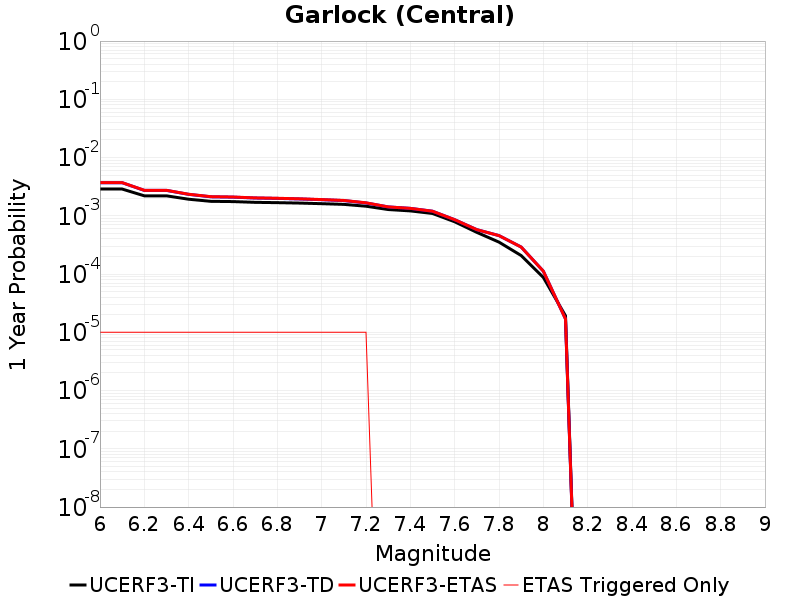 Garlock (Central)
1 Year Probability
10^0
10^-1
10^-2
10^-3
10^-4
10^-5
10^-6
10^-7
10^-8
6 6.2 6.4 6.6 6.8 7 7.2 7.4 7.6 7.8 8 8.2 8.4 8.6 8.8 9
Magnitude
UCERF3-TI UCERF3-TD UCERF3-ETAS ETAS Triggered Only